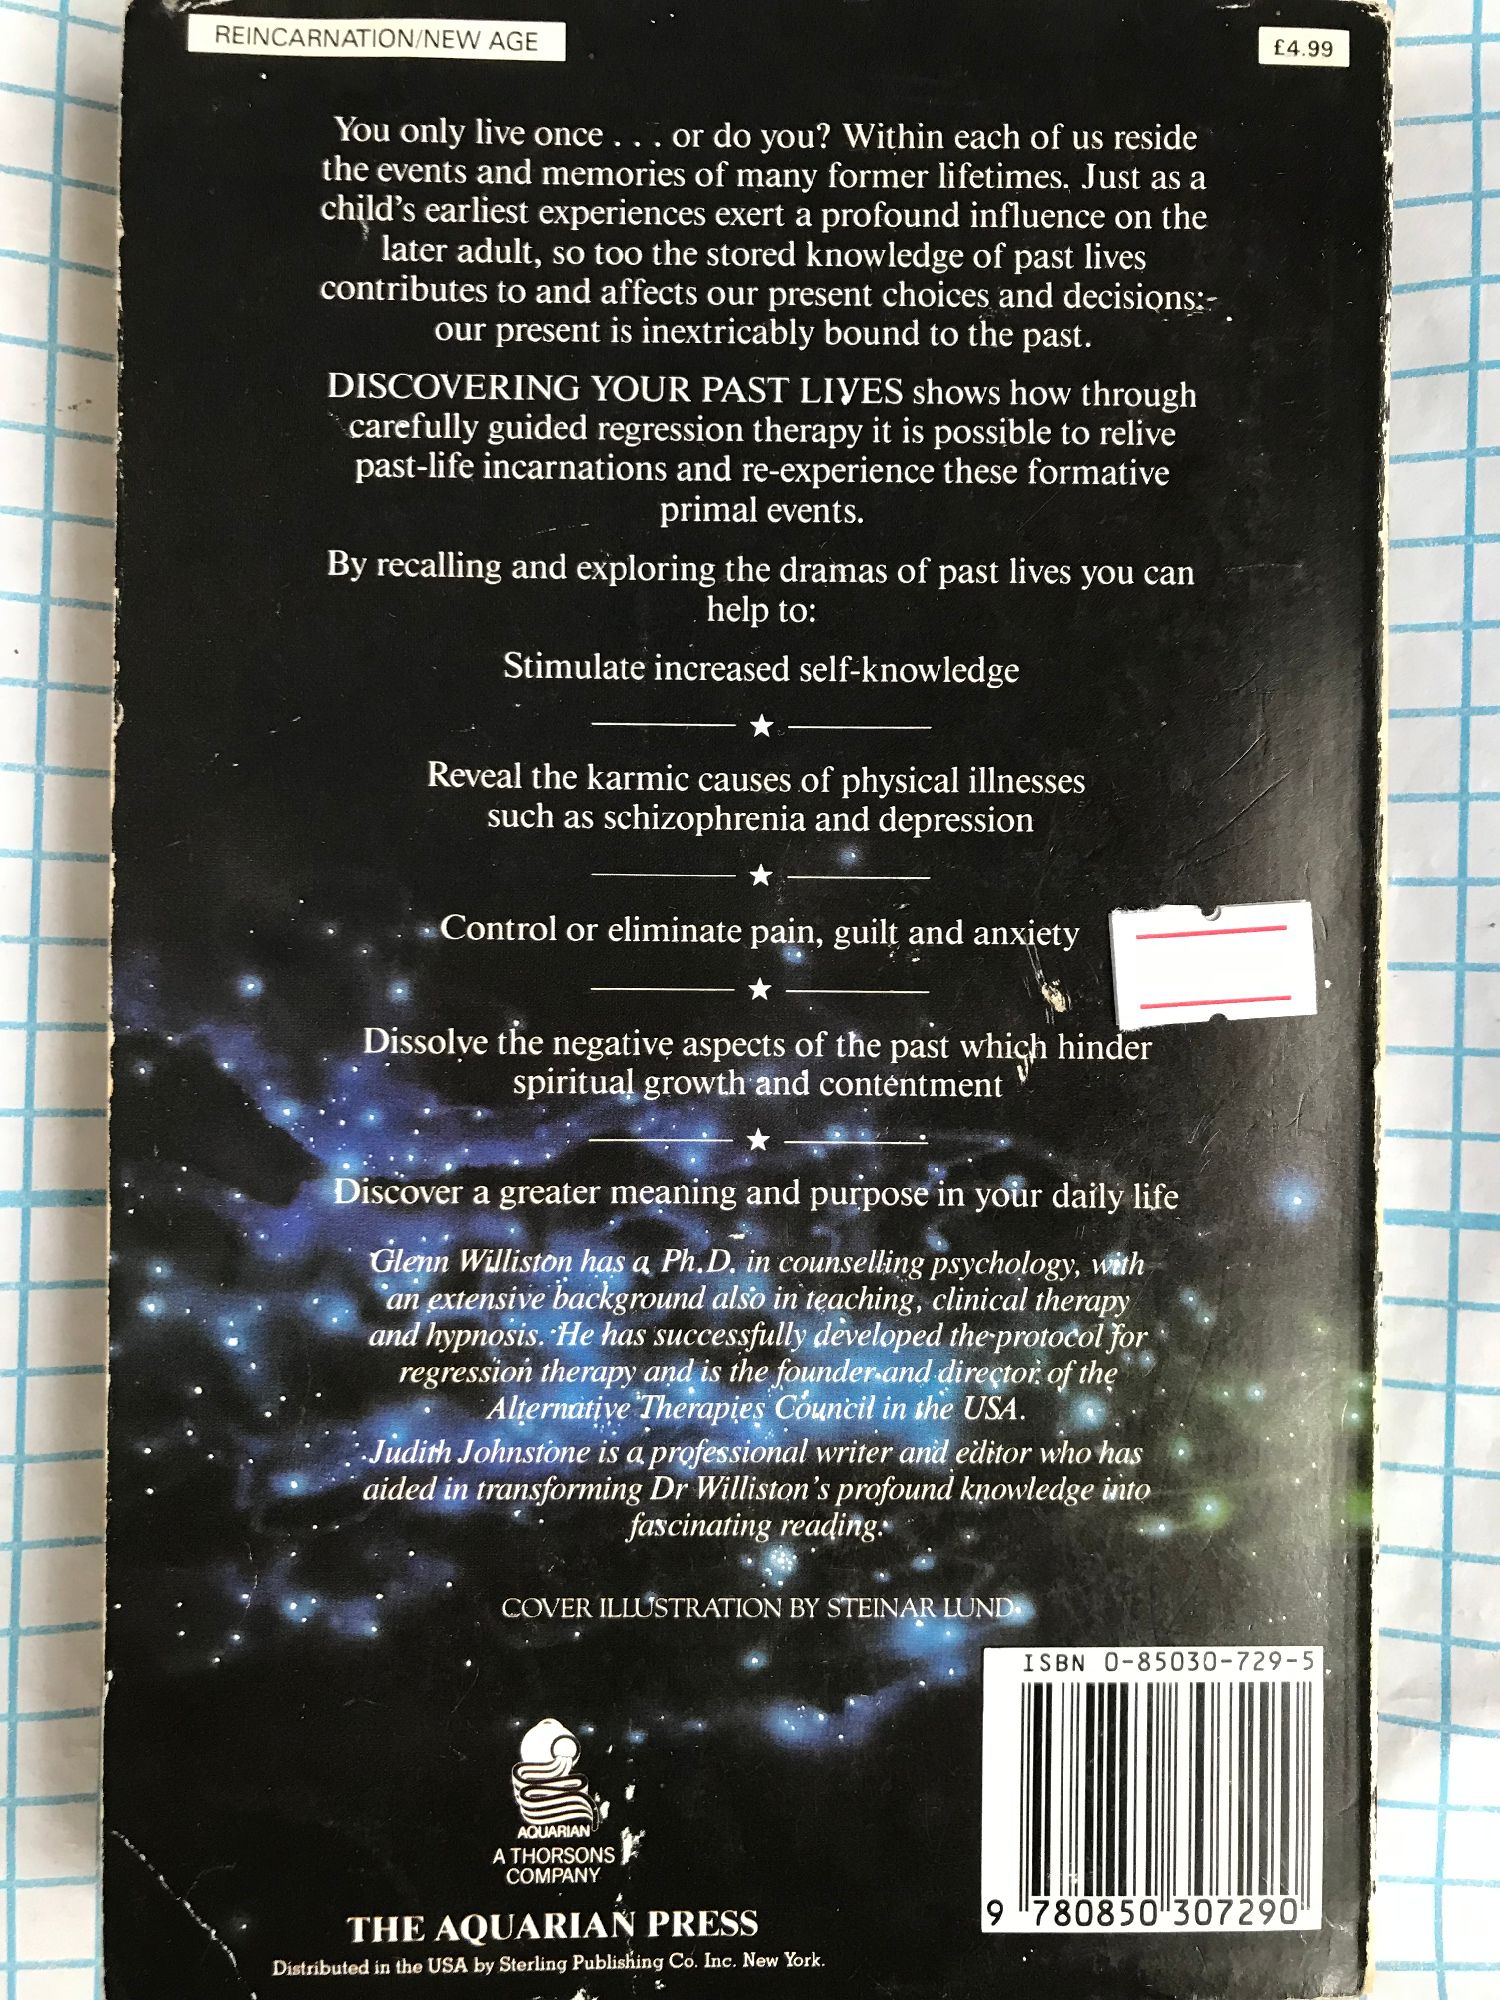 REINCARNATION/NEW AGE
£4.99
You only live once . . . or do you? Within each of us reside
the events and memories of many former lifetimes. Just as a
child's earliest experiences exert a profound influence on the
later adult, so too the stored knowledge of past lives
contributes to and affects our present choices and decisions:-
our present is inextricably bound to the past.
DISCOVERING YOUR PAST LIVES shows how through
carefully guided regression therapy it is possible to relive
past-life incarnations and re-experience these formative
primal events.
By recalling and exploring the dramas of past lives you can
help to:
Stimulate increased self-knowledge
Reveal the karmic causes of physical illnesses
such as schizophrenia and depression
Control or eliminate pain, guilt and anxiety
Dissolve the negative aspects of the past which hinder
spiritual growth and contentment
Discover a greater meaning and purpose in your daily life
Glenn Williston has a Ph.D. in counselling psychology, with
an extensive background also in teaching, clinical therapy
and hypnosis. He has successfully developed the protocol for
regression therapy and is the founder and director of the
Alternative Therapies Council in the USA.
Judith Johnstone is a professional writer and editor who has
aided in transforming Dr Williston's profound knowledge into
fascinating reading.
COVER ILLUSTRATION BY STEINAR LUND
ISBN 0-85030-729-5
9 780850 307290
AQUARIAN
A THORSONS
COMPANY
THE AQUARIAN PRESS
Distributed in the USA by Sterling Publishing Co. Inc. New York.